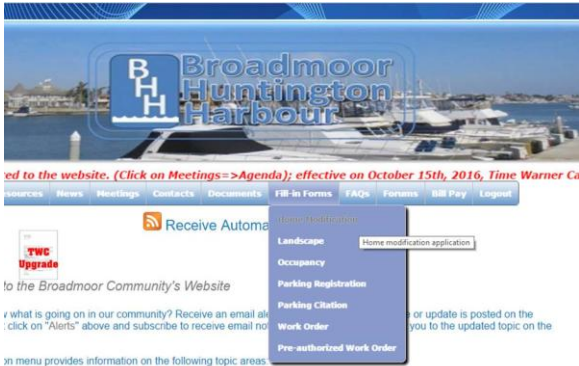 B H H
Broadmoor
Huntington
Harbour
ted to the website. (Click on Meetings=>Agenda); effective on October 15th, 2016, Time Warner Ca
esources News Meetings Contacts Documents Fill-in Forms FAQs Forums Bill Pay Logout
Home Modification
Receive Automa
Landscape
Home modification application
TWC
Upgrade
Occupancy
to the Broadmoor Community's Website
Parking Registration
Parking Citation
w what is going on in our community? Receive an email ale
or update is posted on the
click on "Alerts" above and subscribe to receive email not
you to the updated topic on the
Work Order
Pre-authorized Work Order
on menu provides information on the following topic areas